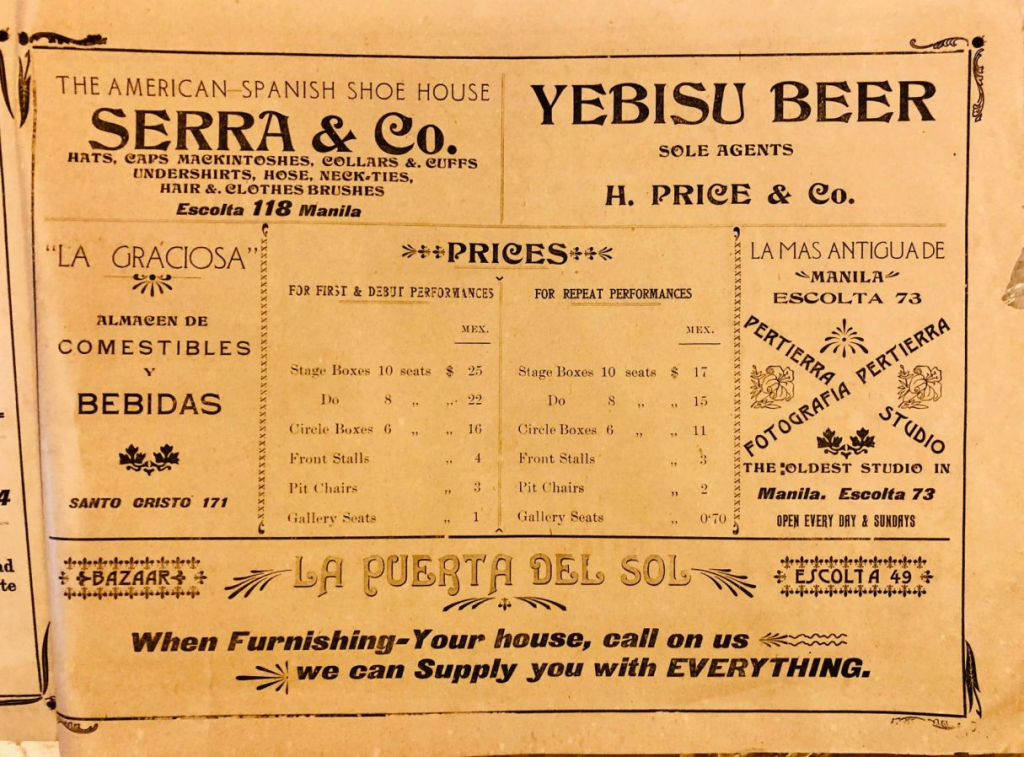 THE AMERICAN-SPANISH SHOE HOUSE
SERRA & Co.
HATS, CAPS MACKINTOSHES, COLLARS &. CUFFS
UNDERSHIRTS, HOSE, NECK-TIES,
HAIR &. CLOTHES BRUSHES
Escolta 118 Manila
YEBISU BEER
SOLE AGENTS
H. PRICE & Co.
"LA GRACIOSA"
ALMACEN DE
COMESTIBLES
Y
BEBIDAS
SANTO CRISTO 171
PRICES
FOR FIRST & DEBUT PERFORMANCES
MEX.
Stage Boxes 10 seats $ 25
Do 8 „ „ 22
Circle Boxes 6 „ „ 16
Front Stalls „ 4
Pit Chairs „ 3
Gallery Seats „ 1
FOR REPEAT PERFORMANCES
MEX.
Stage Boxes 10 seats $ 17
Do 8 „ „ 15
Circle Boxes 6 „ „ 11
Front Stalls „ 3
Pit Chairs „ 2
Gallery Seats „ 0·70
LA MAS ANTIGUA DE
MANILA
ESCOLTA 73
PERTIERRA STUDIO
FOTOGRAFIA PERTIERRA
THE OLDEST STUDIO IN
Manila. Escolta 73
OPEN EVERY DAY & SUNDAYS
BAZAAR
LA PUERTA DEL SOL
ESCOLTA 49
When Furnishing-Your house, call on us
we can Supply you with EVERYTHING.